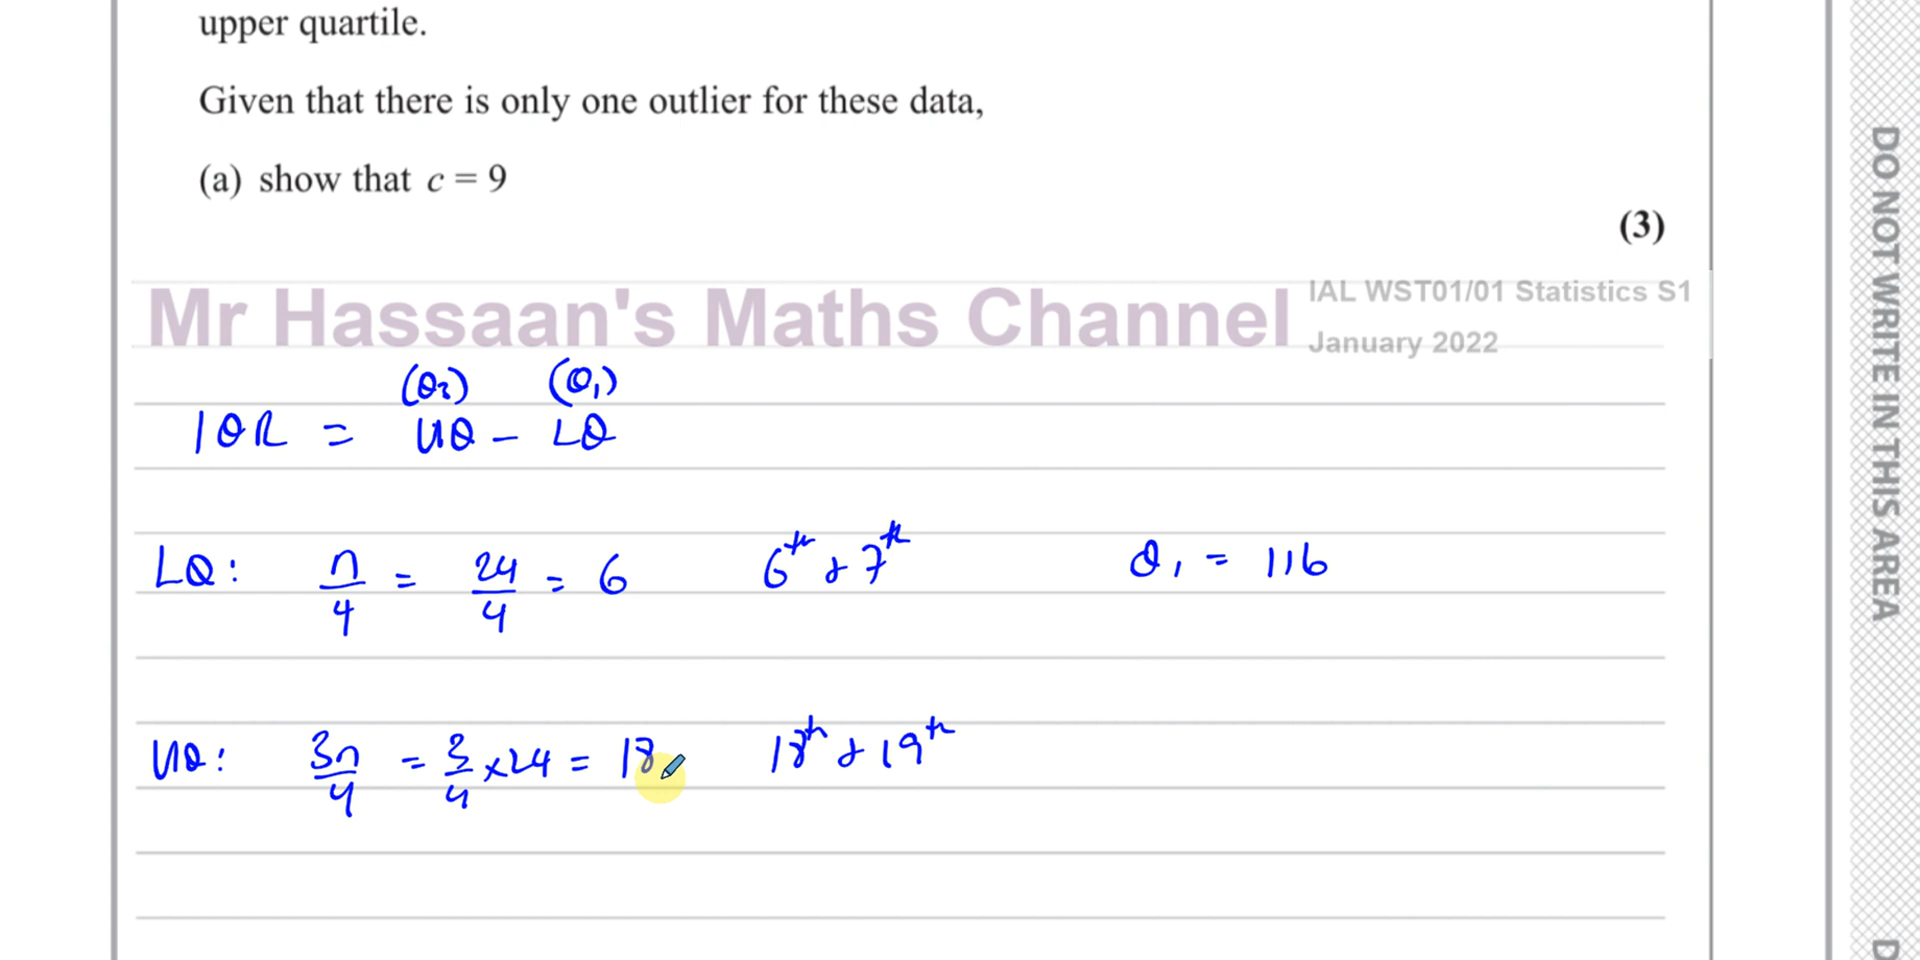 upper quartile.
Given that there is only one outlier for these data,
(a) show that c = 9
(3)
Mr Hassaan's Maths Channel
IAL WST01/01 Statistics S1
January 2022
(Q₃) (Q₁)
IQR = UQ - LQ
LQ: n/4 = 24/4 = 6 6th & 7th Q₁ = 116
UQ: 3n/4 = 3/4 × 24 = 18 18th & 19th
DO NOT WRITE IN THIS AREA
D